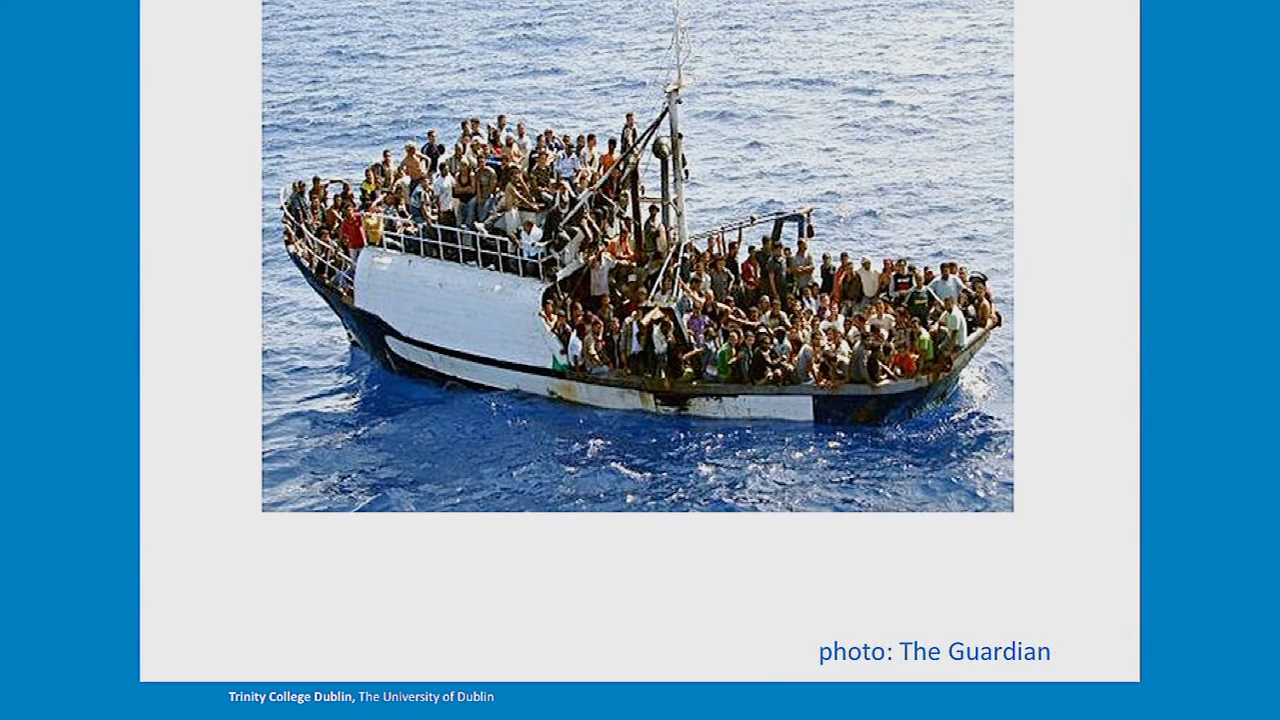 photo: The Guardian
Trinity College Dublin, The University of Dublin